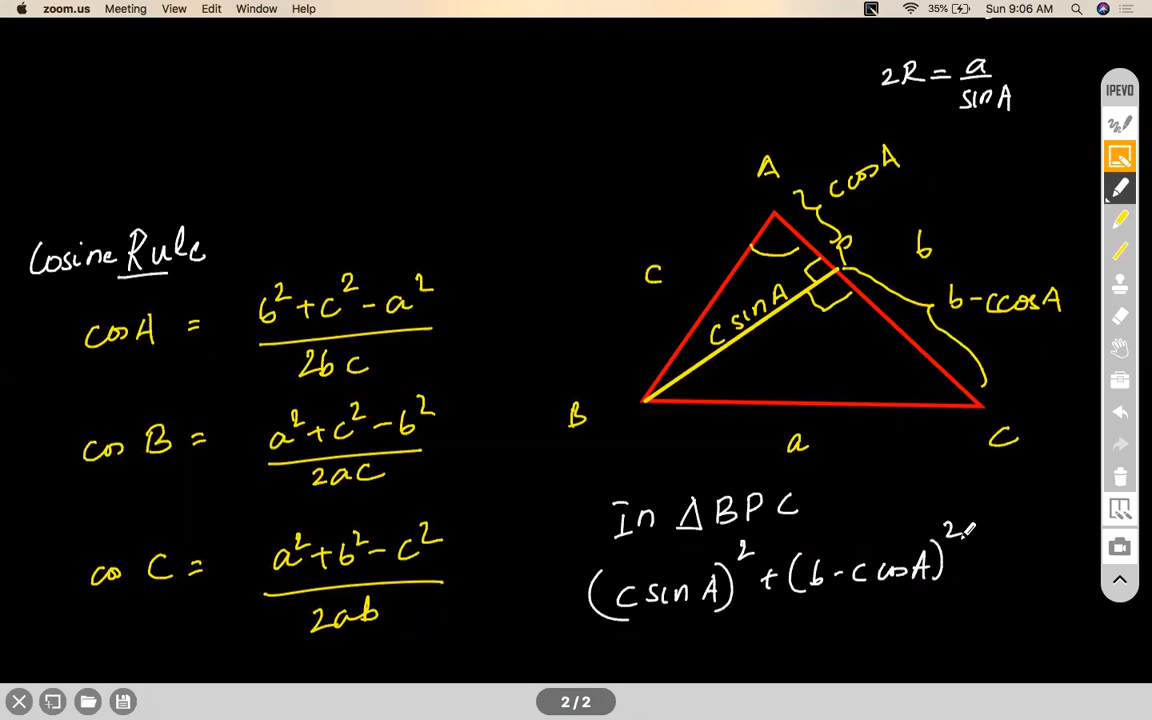 zoom.us Meeting View Edit Window Help 35% Sun 9:06 AM
2R = a / sin A
IPEVO
A
c cos A
P
b
c
c sin A
b - c cos A
B
a
C
Cosine Rule
cos A = b² + c² - a² / 2bc
cos B = a² + c² - b² / 2ac
cos C = a² + b² - c² / 2ab
In Δ BPC
(c sin A)² + (b - c cos A)²
2/2